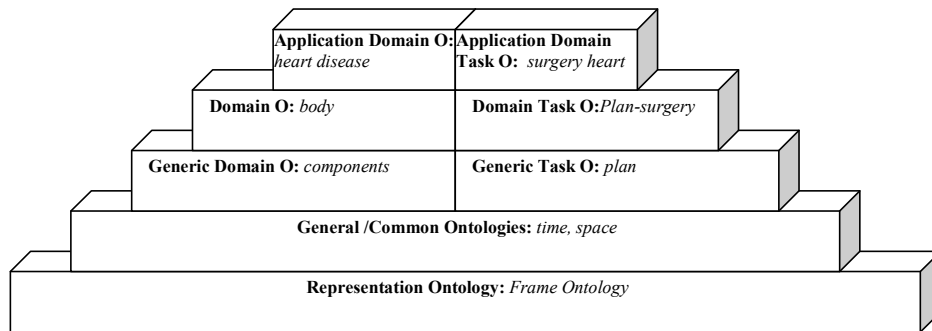 Application Domain O:
heart disease
Application Domain
Task O: surgery heart
Domain O: body
Domain Task O:Plan-surgery
Generic Domain O: components
Generic Task O: plan
General /Common Ontologies: time, space
Representation Ontology: Frame Ontology